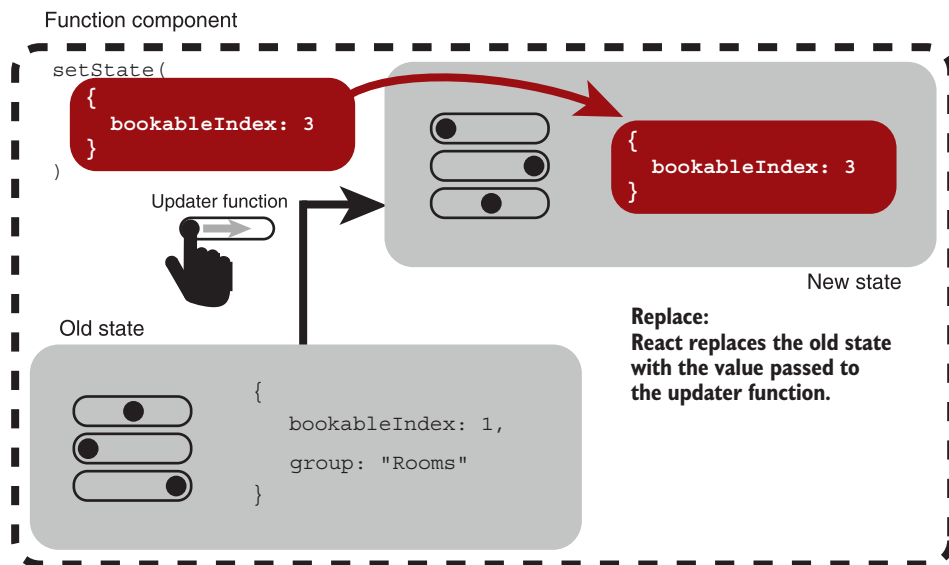 Function component
setState(
{
bookableIndex: 3
}
)
{
bookableIndex: 3
}
Updater function
New state
Replace:
React replaces the old state
with the value passed to
the updater function.
Old state
{
bookableIndex: 1,
group: "Rooms"
}